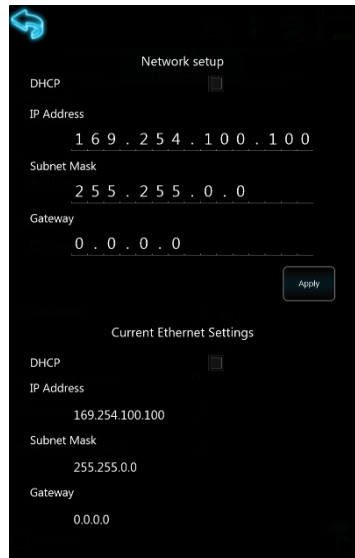 Network setup
DHCP
IP Address
169.254.100.100
Subnet Mask
255.255.0.0
Gateway
0.0.0.0
Apply
Current Ethernet Settings
DHCP
IP Address
169.254.100.100
Subnet Mask
255.255.0.0
Gateway
0.0.0.0